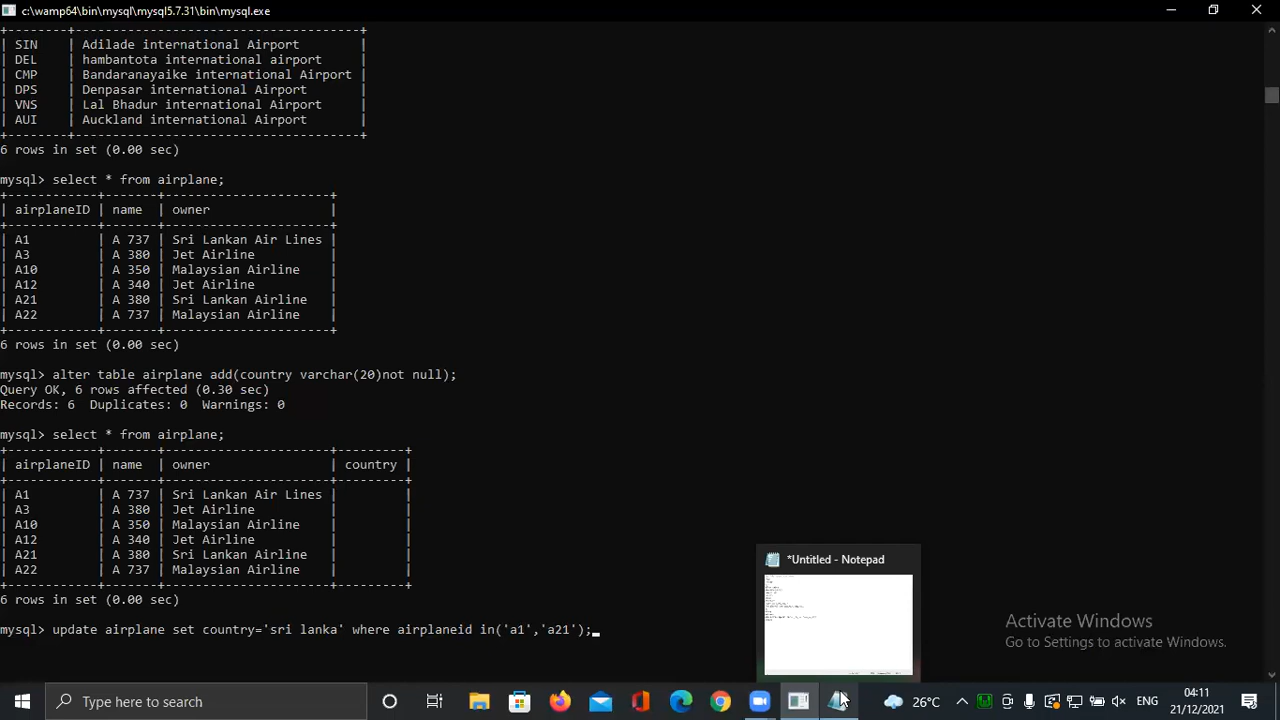 c:\wamp64\bin\mysql\mysql5.7.31\bin\mysql.exe
+--------+--------------------------------------+
| SIN    | Adilade international Airport        |
| DEL    | hambantota international airport     |
| CMP    | Bandaranayaike international Airport |
| DPS    | Denpasar international Airport       |
| VNS    | Lal Bhadur international Airport     |
| AUI    | Auckland international Airport       |
+--------+--------------------------------------+
6 rows in set (0.00 sec)
mysql> select * from airplane;
+------------+-------+----------------------+
| airplaneID | name  | owner                |
+------------+-------+----------------------+
| A1         | A 737 | Sri Lankan Air Lines |
| A3         | A 380 | Jet Airline          |
| A10        | A 350 | Malaysian Airline    |
| A12        | A 340 | Jet Airline          |
| A21        | A 380 | Sri Lankan Airline   |
| A22        | A 737 | Malaysian Airline    |
+------------+-------+----------------------+
6 rows in set (0.00 sec)
mysql> alter table airplane add(country varchar(20)not null);
Query OK, 6 rows affected (0.30 sec)
Records: 6  Duplicates: 0  Warnings: 0
mysql> select * from airplane;
+------------+-------+----------------------+---------+
| airplaneID | name  | owner                | country |
+------------+-------+----------------------+---------+
| A1         | A 737 | Sri Lankan Air Lines |         |
| A3         | A 380 | Jet Airline          |         |
| A10        | A 350 | Malaysian Airline    |         |
| A12        | A 340 | Jet Airline          |         |
| A21        | A 380 | Sri Lankan Airline   |         |
| A22        | A 737 | Malaysian Airline    |         |
+------------+-------+----------------------+---------+
6 rows in set (0.00 sec)
mysql> update airplane set country='sri lanka' where airplaneid in('a1', a21');
*Untitled - Notepad
Activate Windows
Go to Settings to activate Windows.
Type here to search
26°C
ENG
04:11
21/12/2021